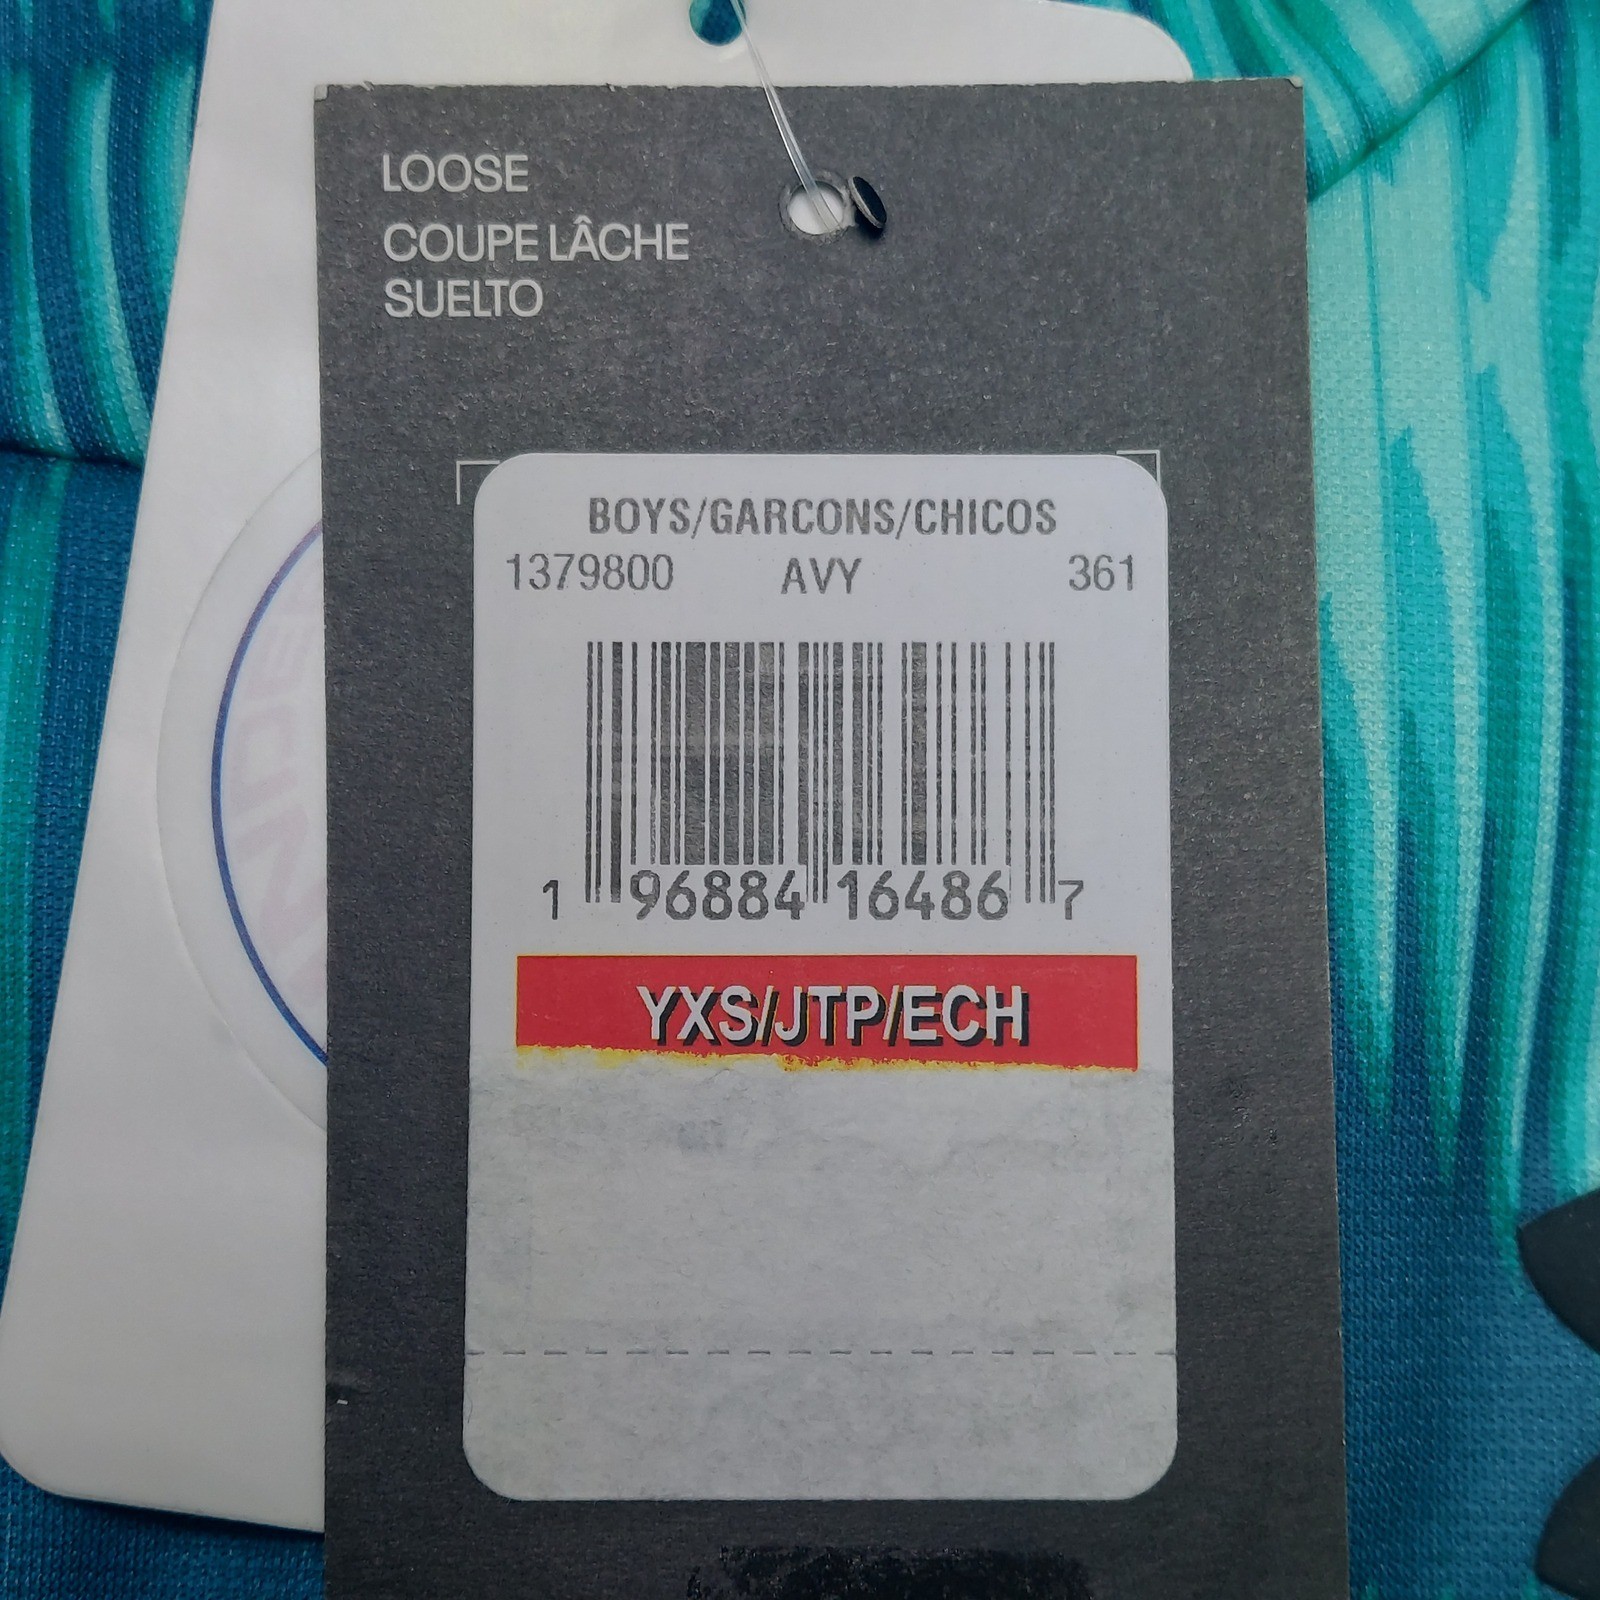 LOOSE
COUPE LÂCHE
SUELTO
BOYS/GARCONS/CHICOS
1379800 AVY 361
1 96884 16486 7
YXS/JTP/ECH